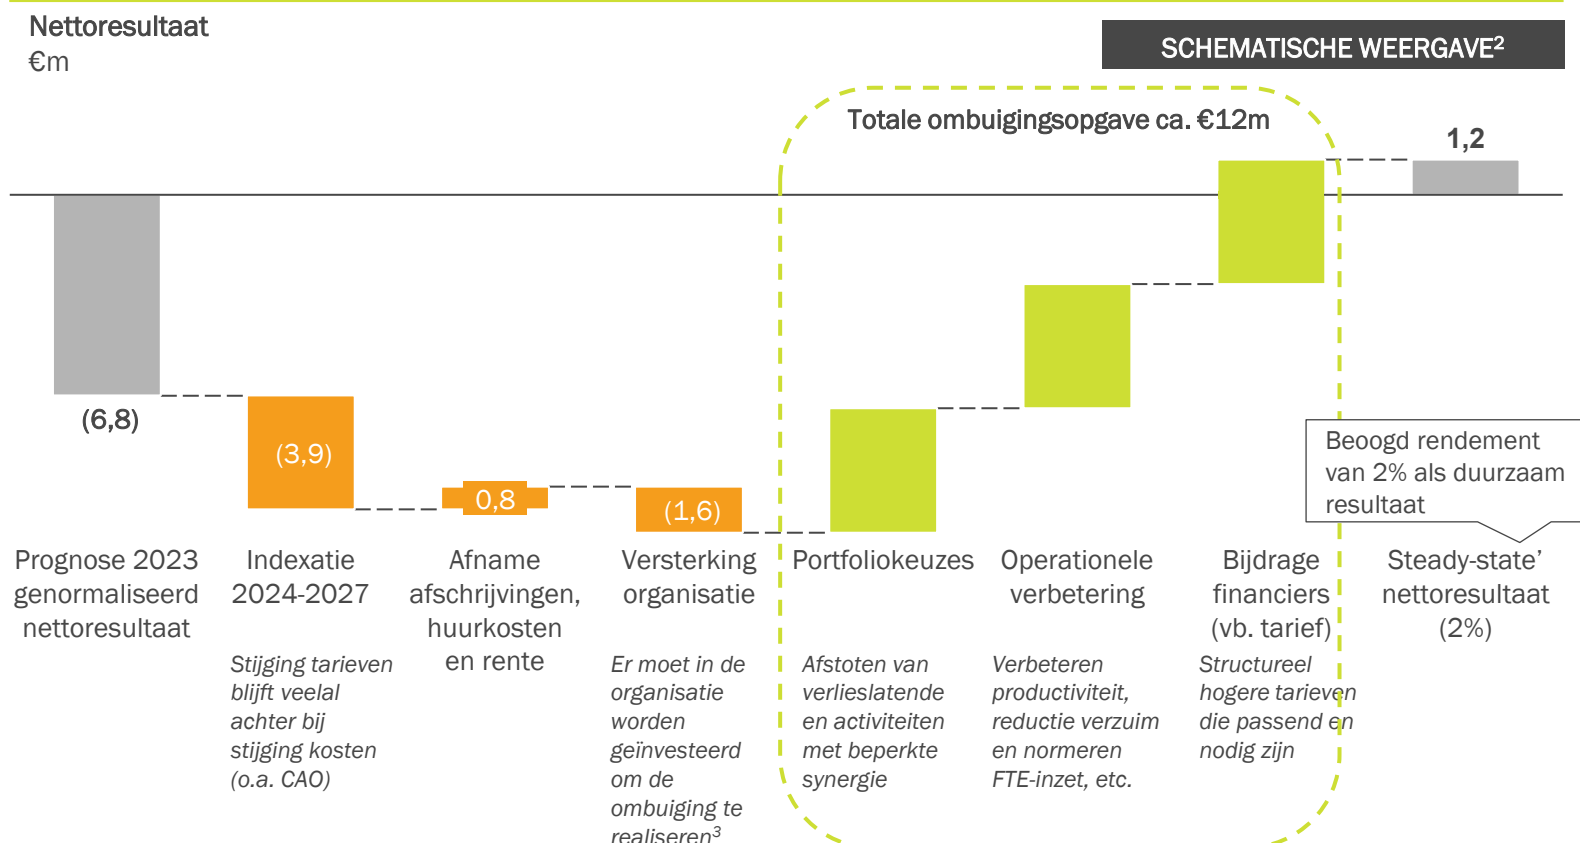 Nettoresultaat
€m
SCHEMATISCHE WEERGAVE²
Totale ombuigingsopgave ca. €12m
1,2
(6,8)
(3,9)
0,8
(1,6)
Beoogd rendement
van 2% als duurzaam
resultaat
Prognose 2023
genormaliseerd
nettoresultaat
Indexatie
2024-2027
Stijging tarieven
blijft veelal
achter bij
stijging kosten
(o.a. CAO)
Afname
afschrijvingen,
huurkosten
en rente
Versterking
organisatie
Er moet in de
organisatie
worden
geïnvesteerd
om de
ombuiging te
realiseren³
Portfoliokeuzes
Afstoten van
verlieslatende
en activiteiten
met beperkte
synergie
Operationele
verbetering
Verbeteren
productiviteit,
reductie verzuim
en normeren
FTE-inzet, etc.
Bijdrage
financiers
(vb. tarief)
Structureel
hogere tarieven
die passend en
nodig zijn
Steady-state’
nettoresultaat
(2%)